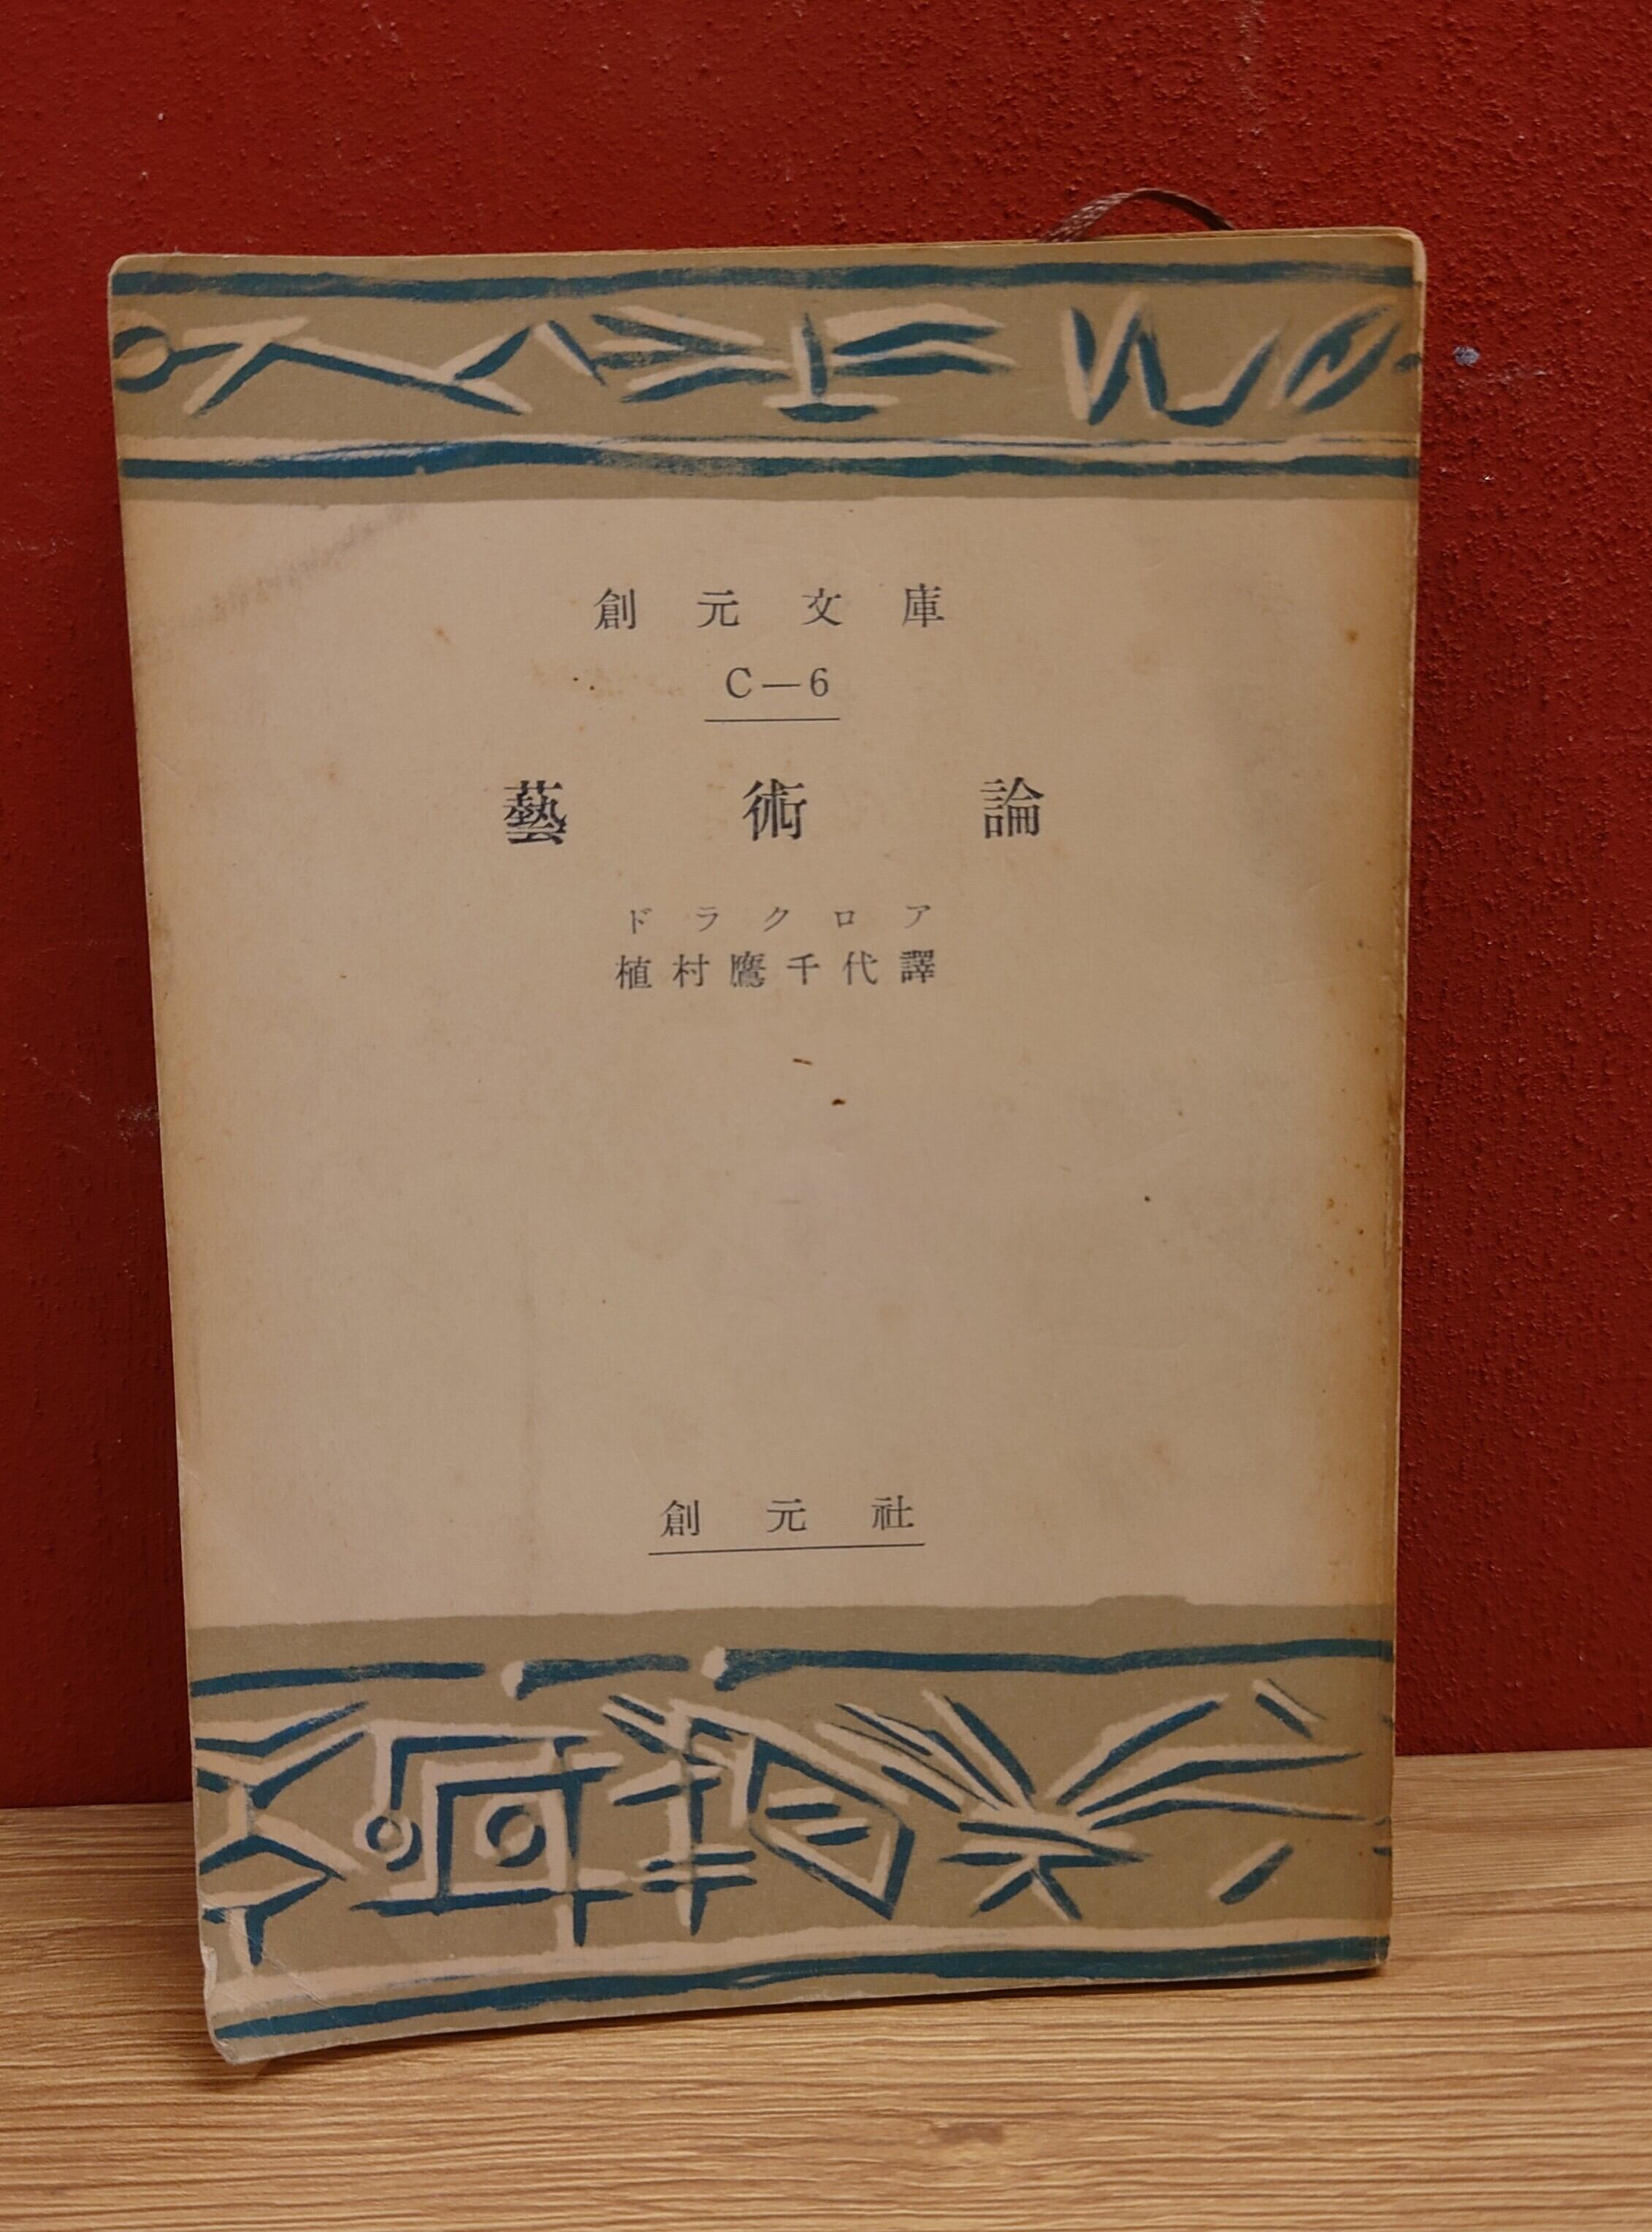 創元文庫
C—6
藝術論
ドラクロア
植村鷹千代譯
創元社